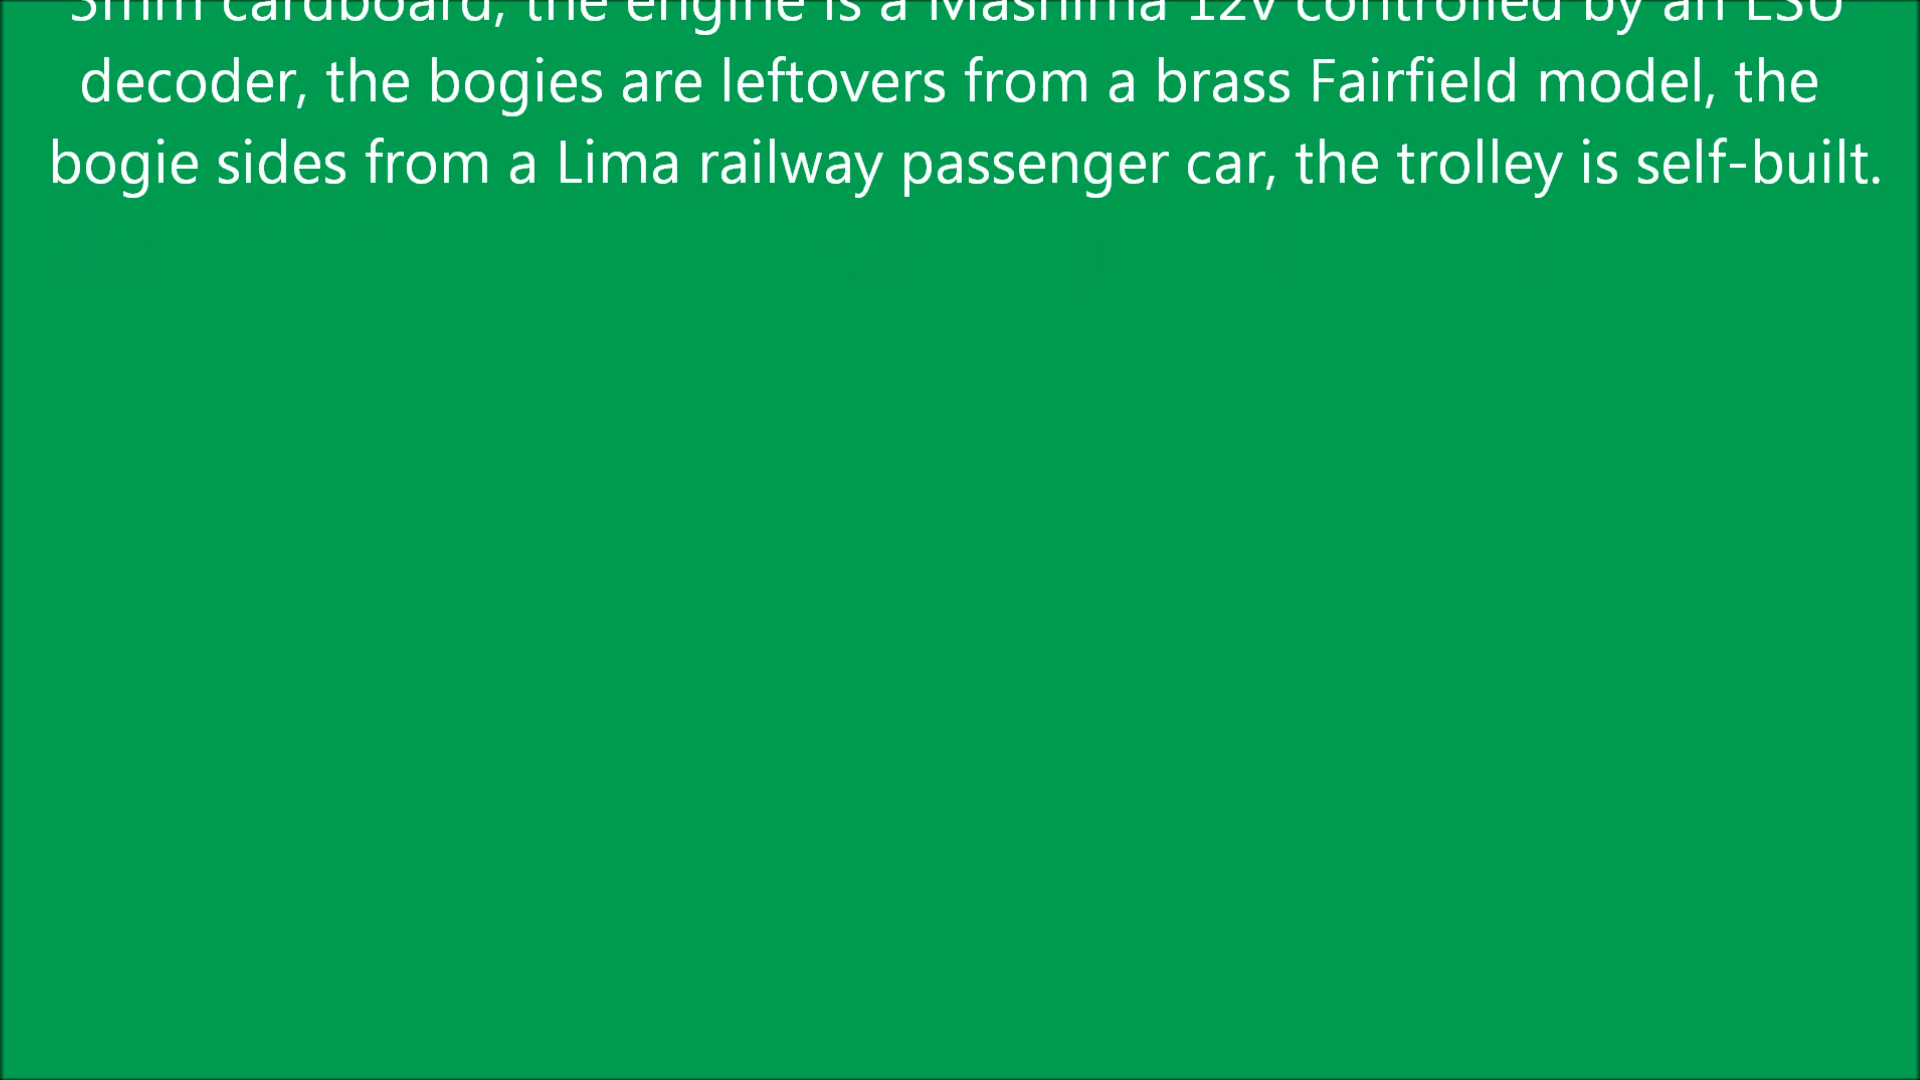 3mm cardboard, the engine is a Mashima 12v controlled by an ESU
decoder, the bogies are leftovers from a brass Fairfield model, the
bogie sides from a Lima railway passenger car, the trolley is self-built.